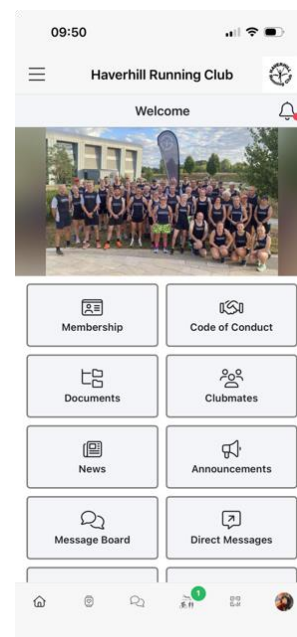 09:50
Haverhill Running Club
Welcome
Membership
Code of Conduct
Documents
Clubmates
News
Announcements
Message Board
Direct Messages
1